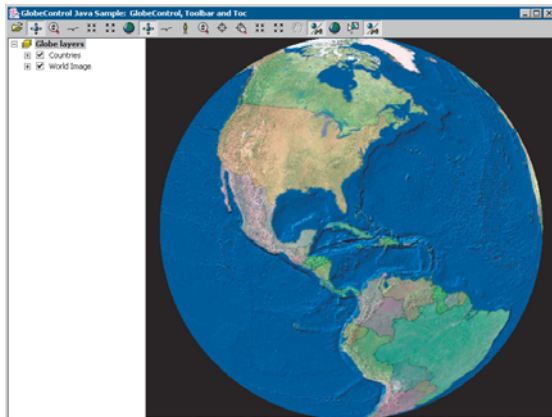 GlobeControl Java Sample: GlobeControl, Toolbar and Toc
Globe layers
Countries
World Image